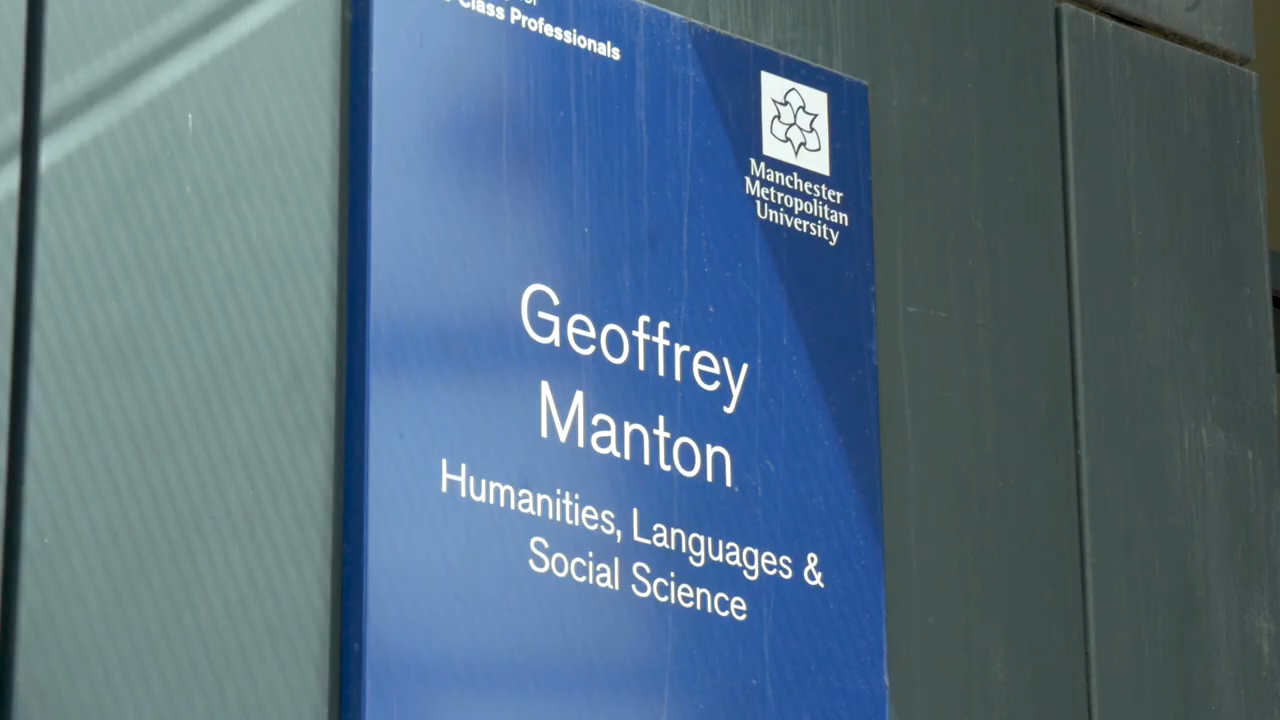 Class Professionals
Manchester
Metropolitan
University
Geoffrey
Manton
Humanities, Languages &
Social Science